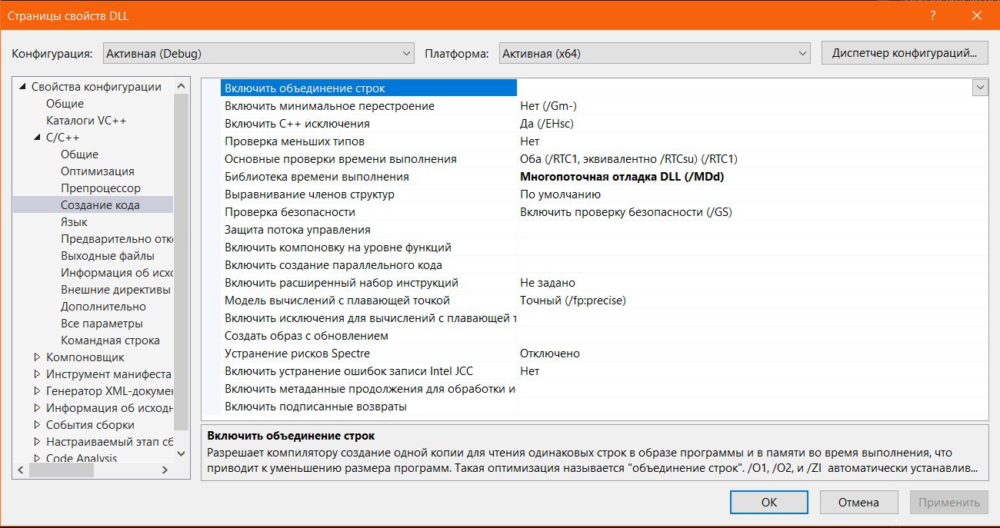 Страницы свойств DLL
?
Конфигурация: Активная (Debug) Платформа: Активная (x64) Диспетчер конфигураций...
Свойства конфигурации
Общие
Каталоги VC++
C/C++
Общие
Оптимизация
Препроцессор
Создание кода
Язык
Предварительно отк
Выходные файлы
Информация об исхо
Внешние директивы
Дополнительно
Все параметры
Командная строка
Компоновщик
Инструмент манифеста
Генератор XML-докумен
Информация об исходн
События сборки
Настраиваемый этап сб
Code Analysis
Включить объединение строк
Включить минимальное перестроение Нет (/Gm-)
Включить C++ исключения Да (/EHsc)
Проверка меньших типов Нет
Основные проверки времени выполнения Оба (/RTC1, эквивалентно /RTCsu) (/RTC1)
Библиотека времени выполнения Многопоточная отладка DLL (/MDd)
Выравнивание членов структур По умолчанию
Проверка безопасности Включить проверку безопасности (/GS)
Защита потока управления
Включить компоновку на уровне функций
Включить создание параллельного кода
Включить расширенный набор инструкций Не задано
Модель вычислений с плавающей точкой Точный (/fp:precise)
Включить исключения для вычислений с плавающей т
Создать образ с обновлением
Устранение рисков Spectre Отключено
Включить устранение ошибок записи Intel JCC Нет
Включить метаданные продолжения для обработки и
Включить подписанные возвраты
Включить объединение строк
Разрешает компилятору создание одной копии для чтения одинаковых строк в образе программы и в памяти во время выполнения, что
приводит к уменьшению размера программ. Такая оптимизация называется "объединение строк". /O1, /O2, и /ZI автоматически устанавлив...
ОК Отмена Применить